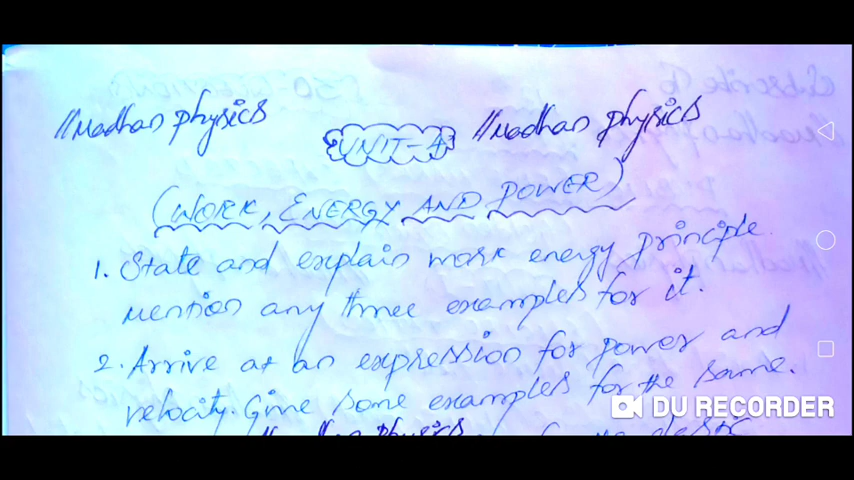 //Madhan physics
UNIT-4
//Madhan physics
(WORK, ENERGY AND POWER)
1. State and explain work energy principle.
mention any three examples for it.
2. Arrive at an expression for power and
velocity. Give some examples for the same.
DU RECORDER
//Madhan physics